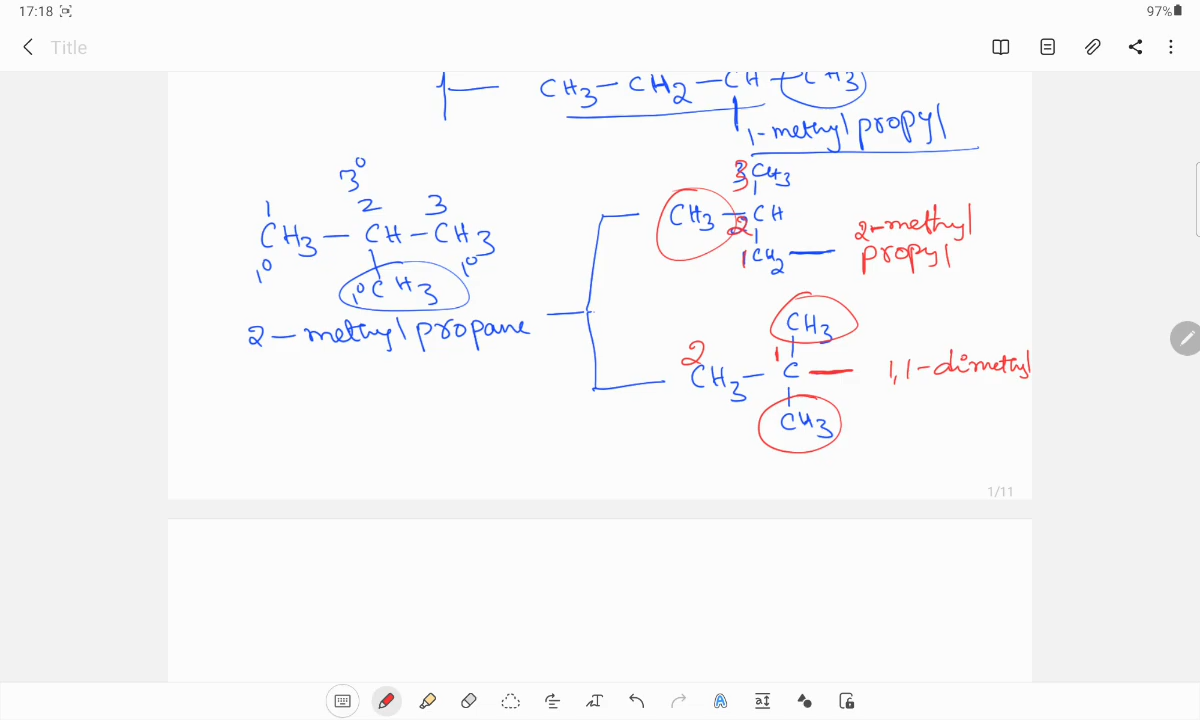 17:18
97%
Title
CH3 - CH2 - CH - CH3
1-methyl propyl
3°
1 2 3
CH3 - CH - CH3
1° 1°
1° CH3
2-methyl propane
3 CH3
CH3 - 2 CH
1 CH2 —
2-methyl
propyl
CH3
2 1
CH3 - C —
CH3
1,1-dimethyl
1/11